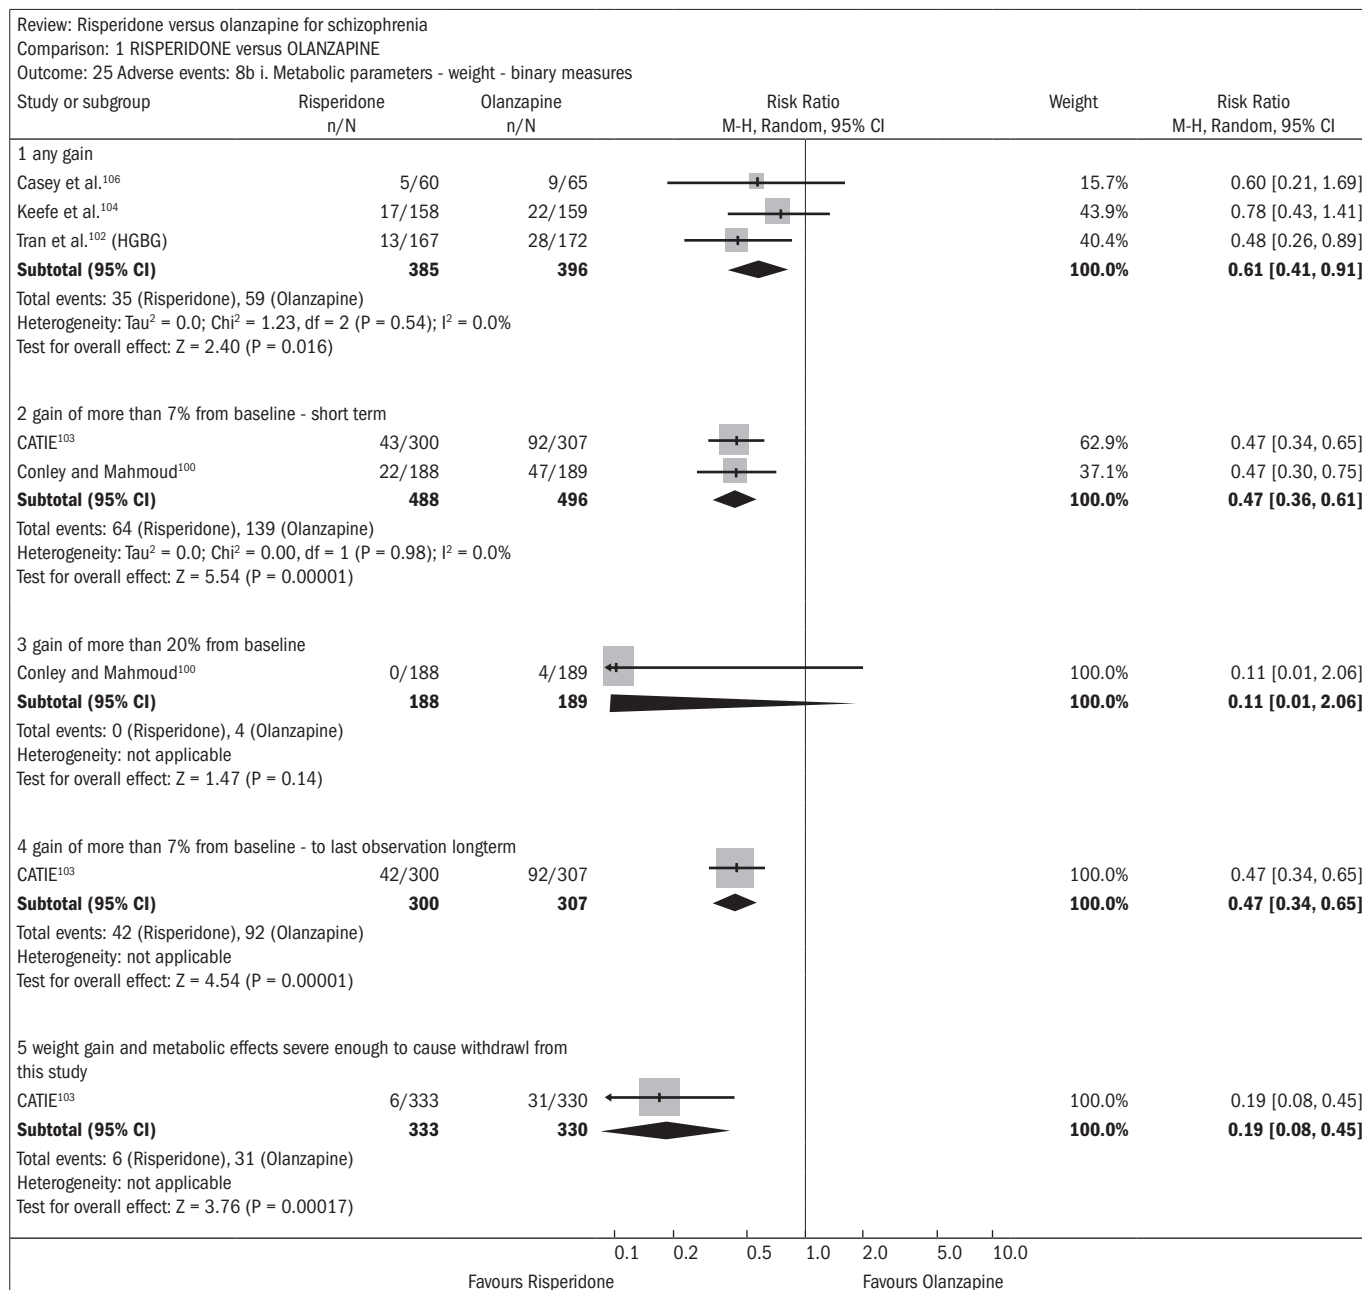 Review: Risperidone versus olanzapine for schizophrenia
Comparison: 1 RISPERIDONE versus OLANZAPINE
Outcome: 25 Adverse events: 8b i. Metabolic parameters - weight - binary measures
Study or subgroup Risperidone Olanzapine Risk Ratio Weight Risk Ratio
n/N n/N M-H, Random, 95% CI M-H, Random, 95% CI
1 any gain
Casey et al.¹⁰⁶ 5/60 9/65 15.7% 0.60 [0.21, 1.69]
Keefe et al.¹⁰⁴ 17/158 22/159 43.9% 0.78 [0.43, 1.41]
Tran et al.¹⁰² (HGBG) 13/167 28/172 40.4% 0.48 [0.26, 0.89]
Subtotal (95% CI) 385 396 100.0% 0.61 [0.41, 0.91]
Total events: 35 (Risperidone), 59 (Olanzapine)
Heterogeneity: Tau² = 0.0; Chi² = 1.23, df = 2 (P = 0.54); I² = 0.0%
Test for overall effect: Z = 2.40 (P = 0.016)
2 gain of more than 7% from baseline - short term
CATIE¹⁰³ 43/300 92/307 62.9% 0.47 [0.34, 0.65]
Conley and Mahmoud¹⁰⁰ 22/188 47/189 37.1% 0.47 [0.30, 0.75]
Subtotal (95% CI) 488 496 100.0% 0.47 [0.36, 0.61]
Total events: 64 (Risperidone), 139 (Olanzapine)
Heterogeneity: Tau² = 0.0; Chi² = 0.00, df = 1 (P = 0.98); I² = 0.0%
Test for overall effect: Z = 5.54 (P = 0.00001)
3 gain of more than 20% from baseline
Conley and Mahmoud¹⁰⁰ 0/188 4/189 100.0% 0.11 [0.01, 2.06]
Subtotal (95% CI) 188 189 100.0% 0.11 [0.01, 2.06]
Total events: 0 (Risperidone), 4 (Olanzapine)
Heterogeneity: not applicable
Test for overall effect: Z = 1.47 (P = 0.14)
4 gain of more than 7% from baseline - to last observation longterm
CATIE¹⁰³ 42/300 92/307 100.0% 0.47 [0.34, 0.65]
Subtotal (95% CI) 300 307 100.0% 0.47 [0.34, 0.65]
Total events: 42 (Risperidone), 92 (Olanzapine)
Heterogeneity: not applicable
Test for overall effect: Z = 4.54 (P = 0.00001)
5 weight gain and metabolic effects severe enough to cause withdrawl from
this study
CATIE¹⁰³ 6/333 31/330 100.0% 0.19 [0.08, 0.45]
Subtotal (95% CI) 333 330 100.0% 0.19 [0.08, 0.45]
Total events: 6 (Risperidone), 31 (Olanzapine)
Heterogeneity: not applicable
Test for overall effect: Z = 3.76 (P = 0.00017)
0.1 0.2 0.5 1.0 2.0 5.0 10.0
Favours Risperidone Favours Olanzapine